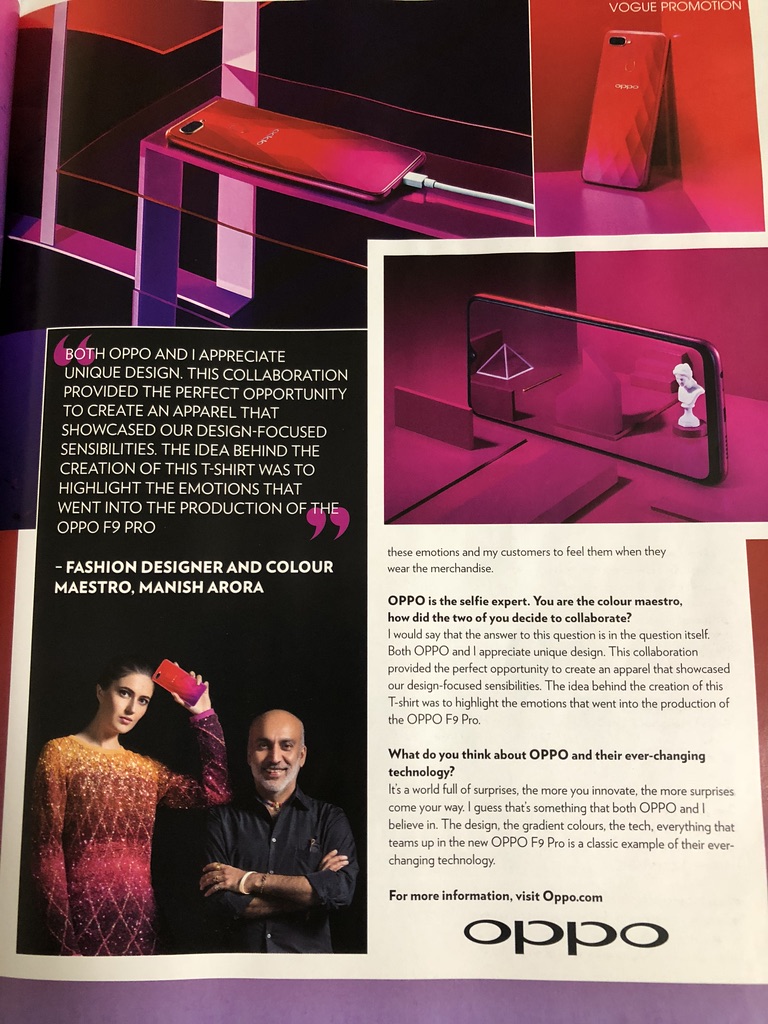 VOGUE PROMOTION
oppo
oppo
“
BOTH OPPO AND I APPRECIATE
UNIQUE DESIGN. THIS COLLABORATION
PROVIDED THE PERFECT OPPORTUNITY
TO CREATE AN APPAREL THAT
SHOWCASED OUR DESIGN-FOCUSED
SENSIBILITIES. THE IDEA BEHIND THE
CREATION OF THIS T-SHIRT WAS TO
HIGHLIGHT THE EMOTIONS THAT
WENT INTO THE PRODUCTION OF THE
OPPO F9 PRO
”
– FASHION DESIGNER AND COLOUR
MAESTRO, MANISH ARORA
these emotions and my customers to feel them when they
wear the merchandise.
OPPO is the selfie expert. You are the colour maestro,
how did the two of you decide to collaborate?
I would say that the answer to this question is in the question itself.
Both OPPO and I appreciate unique design. This collaboration
provided the perfect opportunity to create an apparel that showcased
our design-focused sensibilities. The idea behind the creation of this
T-shirt was to highlight the emotions that went into the production of
the OPPO F9 Pro.
What do you think about OPPO and their ever-changing
technology?
It's a world full of surprises, the more you innovate, the more surprises
come your way. I guess that's something that both OPPO and I
believe in. The design, the gradient colours, the tech, everything that
teams up in the new OPPO F9 Pro is a classic example of their ever-
changing technology.
For more information, visit Oppo.com
oppo